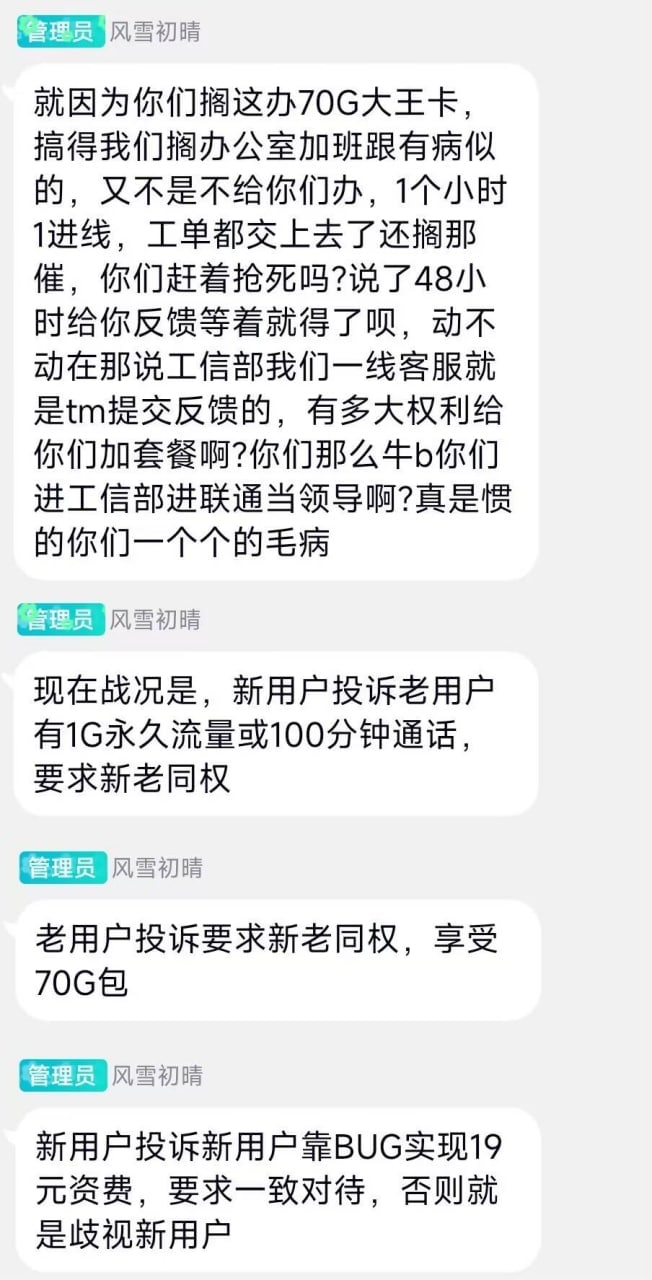 管理员 风雪初晴
就因为你们搁这办70G大王卡，
搞得我们搁办公室加班跟有病似
的，又不是不给你们办，1个小时
1进线，工单都交上去了还搁那
催，你们赶着抢死吗?说了48小
时给你反馈等着就得了呗，动不
动在那说工信部我们一线客服就
是tm提交反馈的，有多大权利给
你们加套餐啊?你们那么牛b你们
进工信部进联通当领导啊?真是惯
的你们一个个的毛病
管理员 风雪初晴
现在战况是，新用户投诉老用户
有1G永久流量或100分钟通话，
要求新老同权
管理员 风雪初晴
老用户投诉要求新老同权，享受
70G包
管理员 风雪初晴
新用户投诉新用户靠BUG实现19
元资费，要求一致对待，否则就
是歧视新用户